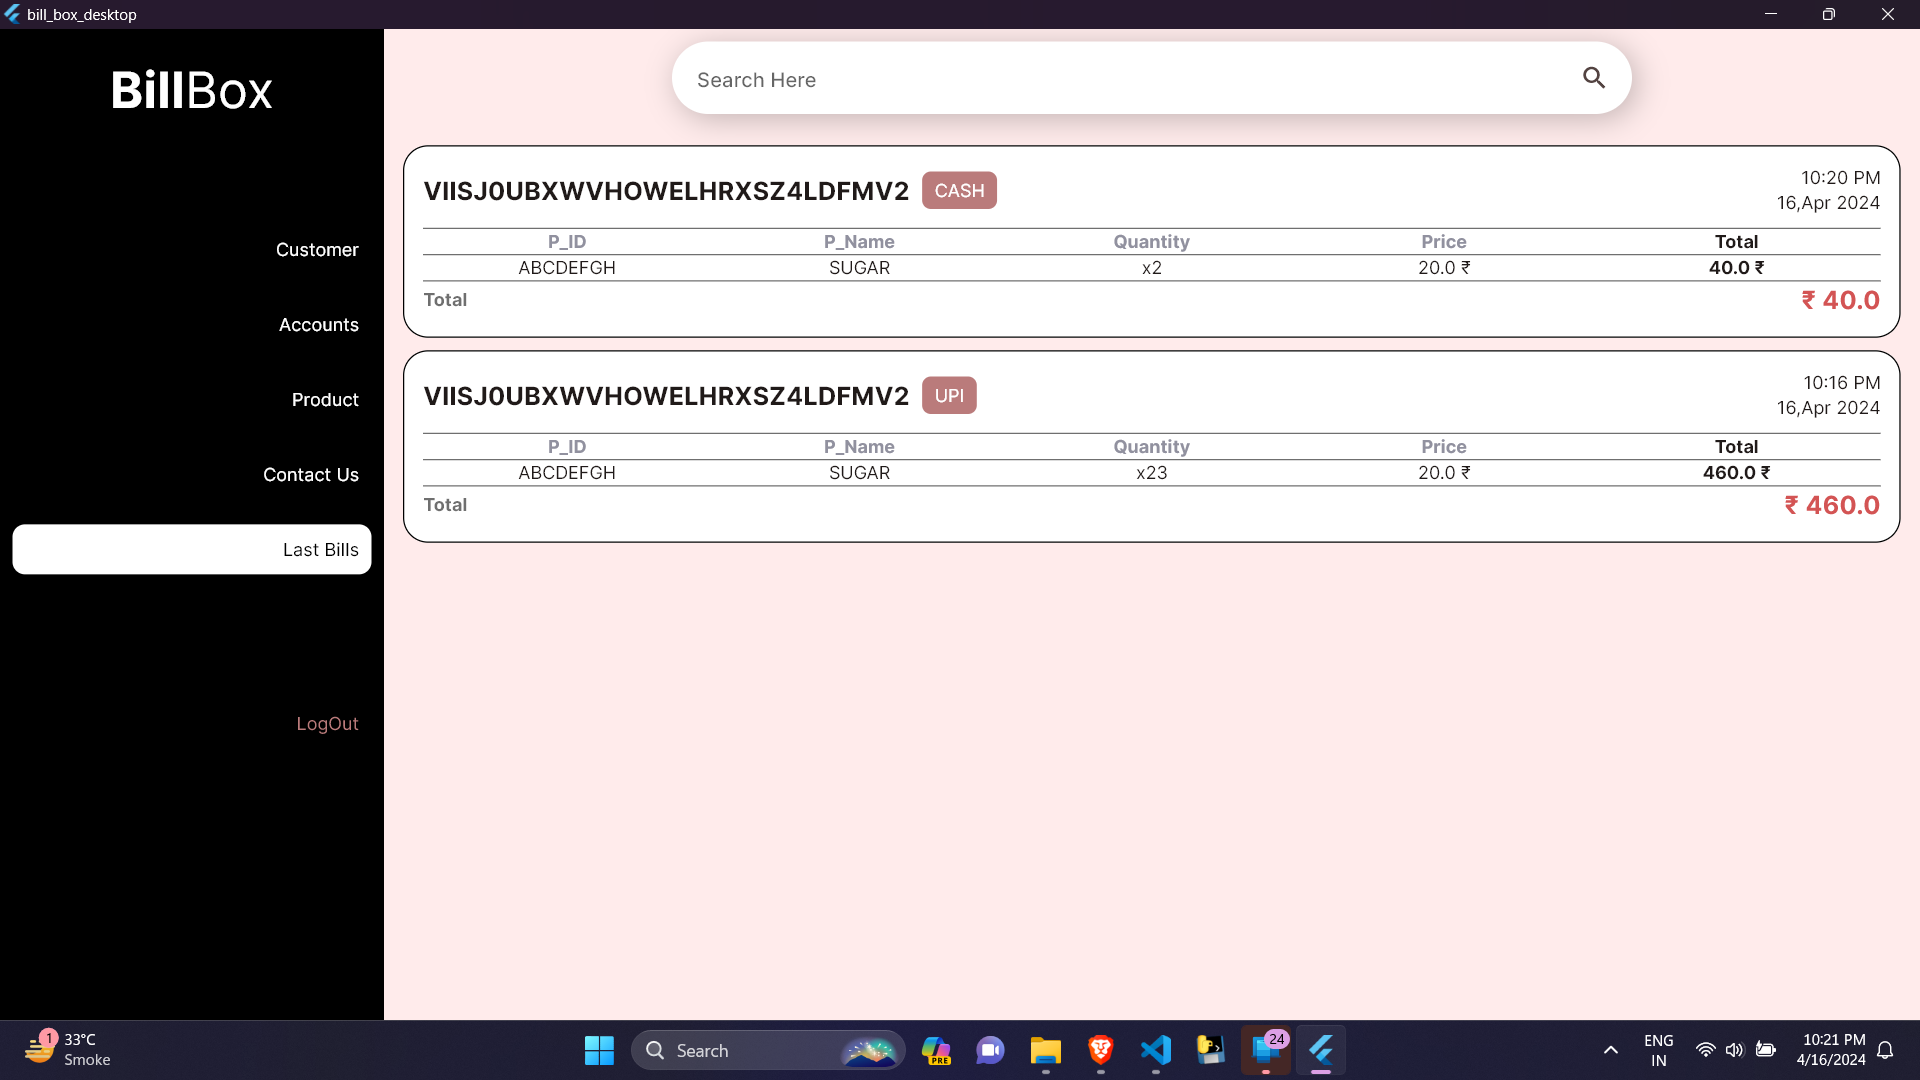 bill_box_desktop
BillBox
Customer
Accounts
Product
Contact Us
Last Bills
LogOut
Search Here
VIISJ0UBXWVHOWELHRXSZ4LDFMV2 CASH
10:20 PM
16,Apr 2024
P_ID P_Name Quantity Price Total
ABCDEFGH SUGAR x2 20.0 ₹ 40.0 ₹
Total ₹ 40.0
VIISJ0UBXWVHOWELHRXSZ4LDFMV2 UPI
10:16 PM
16,Apr 2024
P_ID P_Name Quantity Price Total
ABCDEFGH SUGAR x23 20.0 ₹ 460.0 ₹
Total ₹ 460.0
1
33°C
Smoke
Search
PRE
24
ENG
IN
10:21 PM
4/16/2024